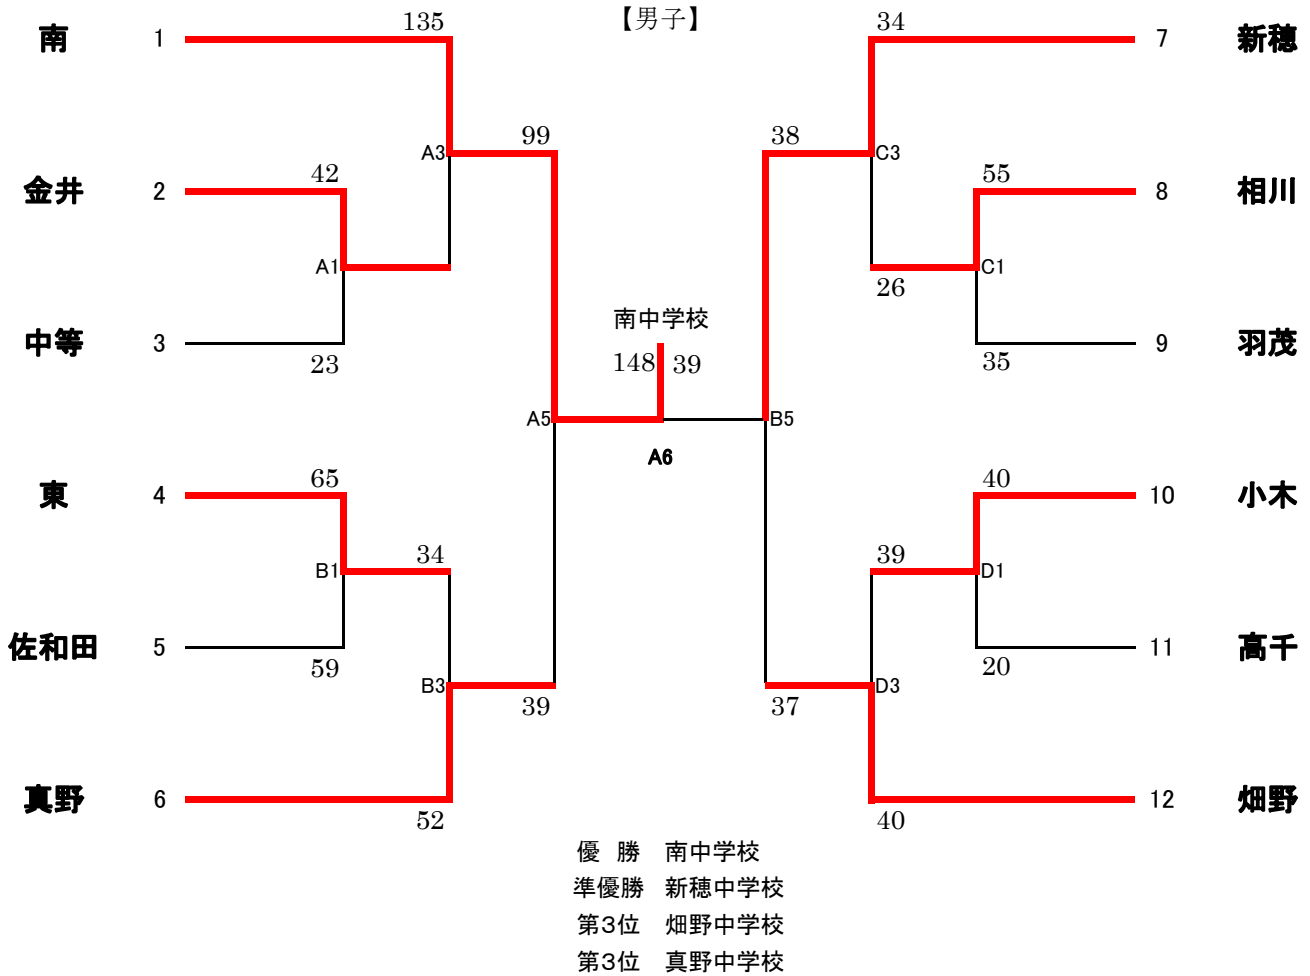 【男子】
南 1 135 34 7 新穂
99 38
A3 C3
金井 2 42 55 8 相川
A1 C1
26
南中学校
中等 3 23 35 9 羽茂
148 39
A5 B5
A6
東 4 65 40 10 小木
34 39
B1 D1
佐和田 5 59 20 11 高千
B3 D3
39 37
真野 6 52 40 12 畑野
優 勝 南中学校
準優勝 新穂中学校
第3位 畑野中学校
第3位 真野中学校